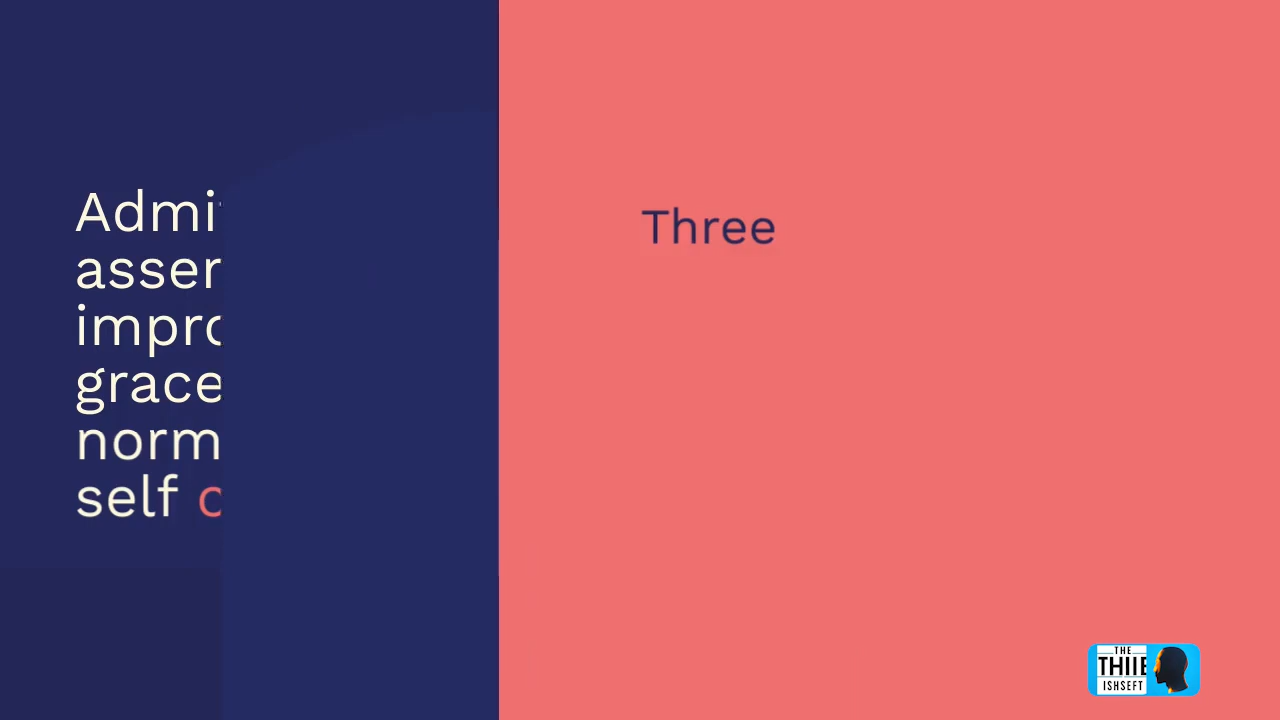 Admi
asser
impro
grace
norm
self
Three
THE
THIIE
ISHSEFT